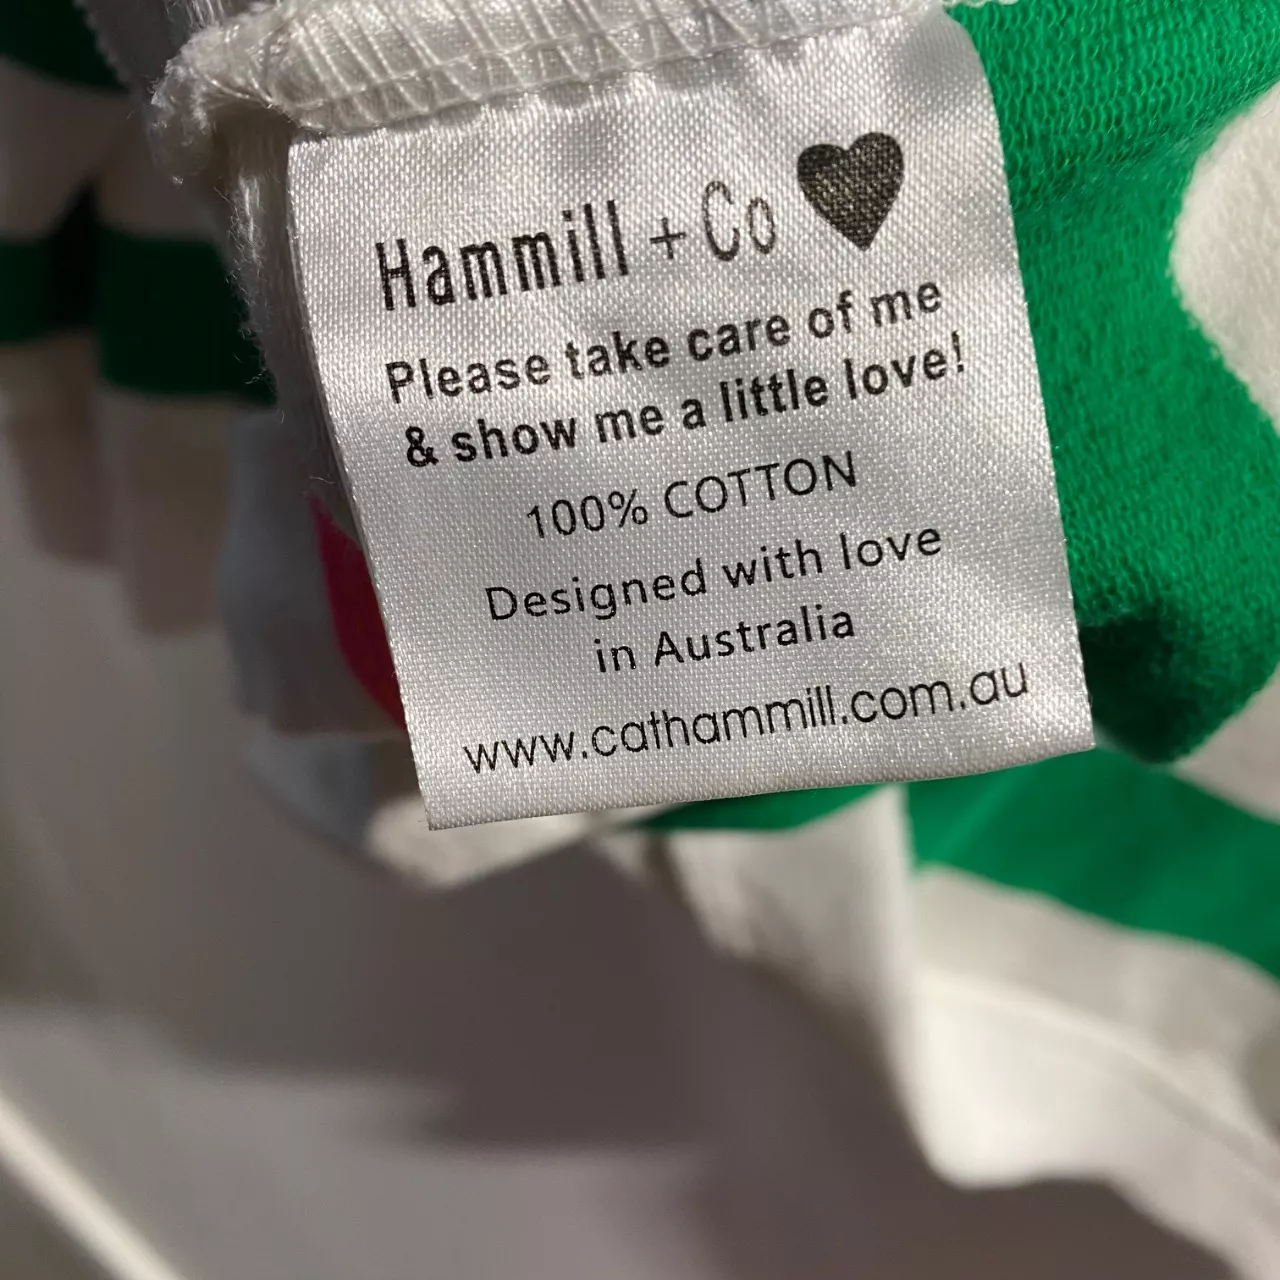 Hammill + Co
Please take care of me
& show me a little love!
100% COTTON
Designed with love
in Australia
www.cathammill.com.au